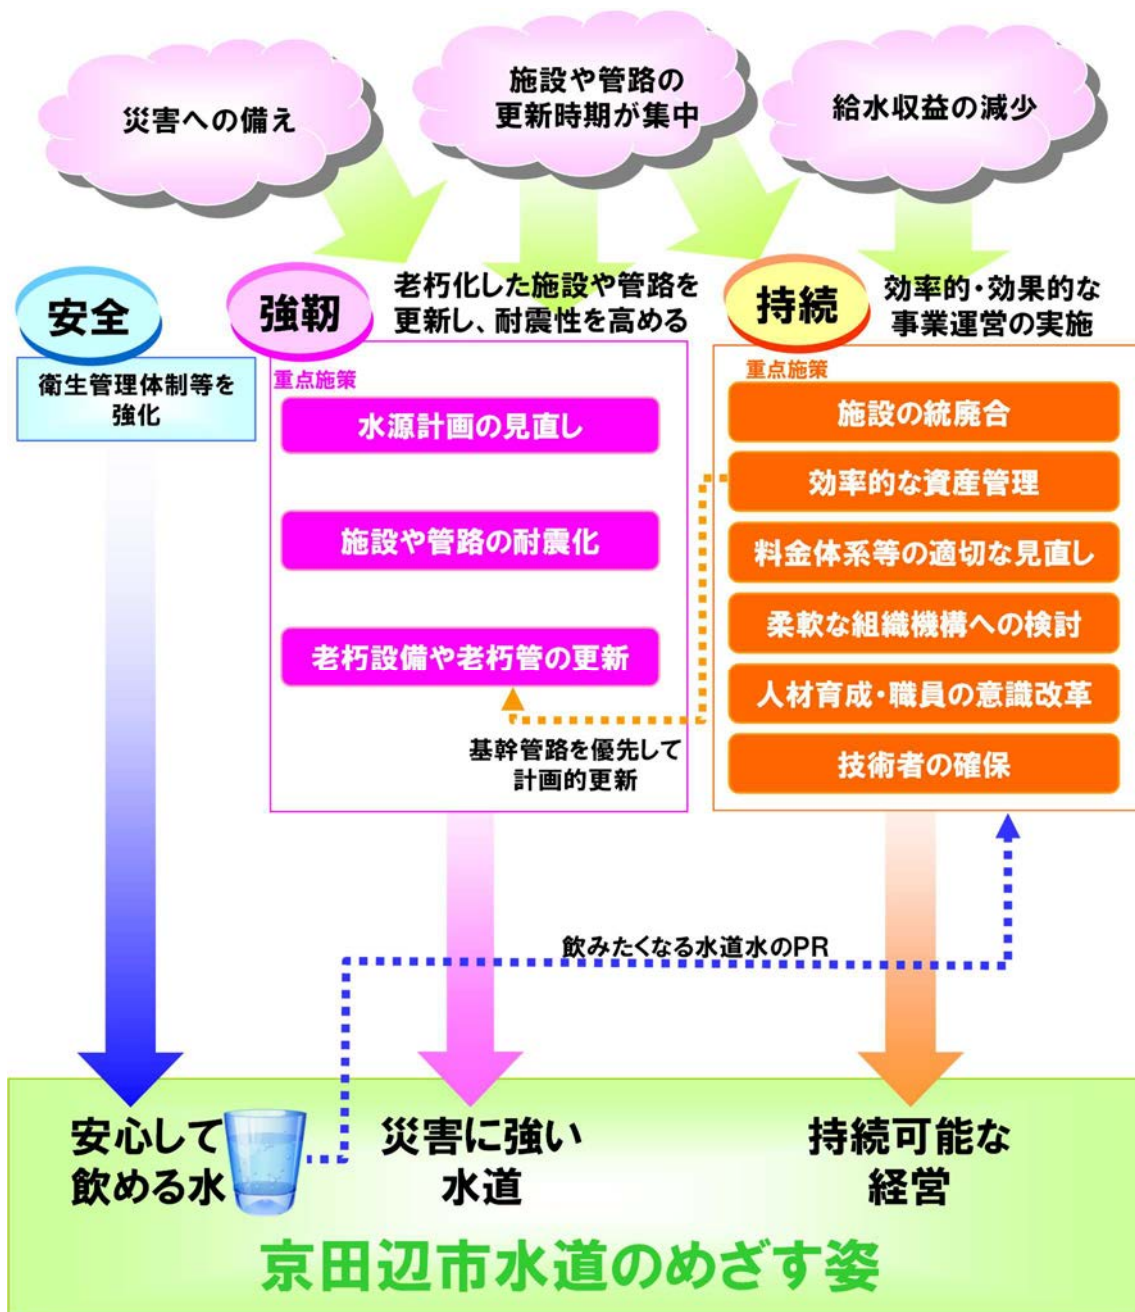 災害への備え
施設や管路の
更新時期が集中
給水収益の減少
安全
衛生管理体制等を
強化
強靭
老朽化した施設や管路を
更新し、耐震性を高める
重点施策
水源計画の見直し
施設や管路の耐震化
老朽設備や老朽管の更新
基幹管路を優先して
計画的更新
持続
効率的・効果的な
事業運営の実施
重点施策
施設の統廃合
効率的な資産管理
料金体系等の適切な見直し
柔軟な組織機構への検討
人材育成・職員の意識改革
技術者の確保
飲みたくなる水道水のPR
安心して
飲める水
災害に強い
水道
持続可能な
経営
京田辺市水道のめざす姿